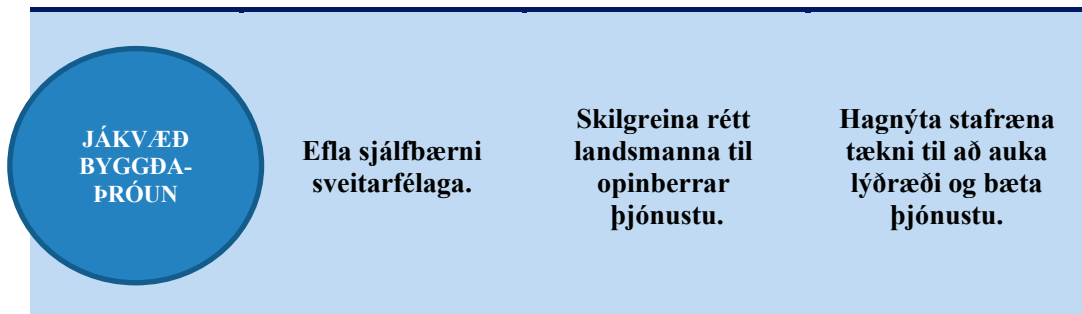 JÁKVÆÐ
BYGGÐA-
ÞRÓUN
Efla sjálfbærni
sveitarfélaga.
Skilgreina rétt
landsmanna til
opinberrar
þjónustu.
Hagnýta stafræna
tækni til að auka
lýðræði og bæta
þjónustu.